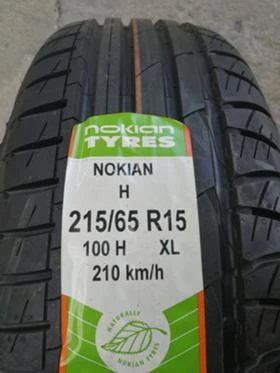 nokian
TYRES
NOKIAN
H
215/65 R15
100 H XL
210 km/h
NATURALLY
NOKIAN TYRES